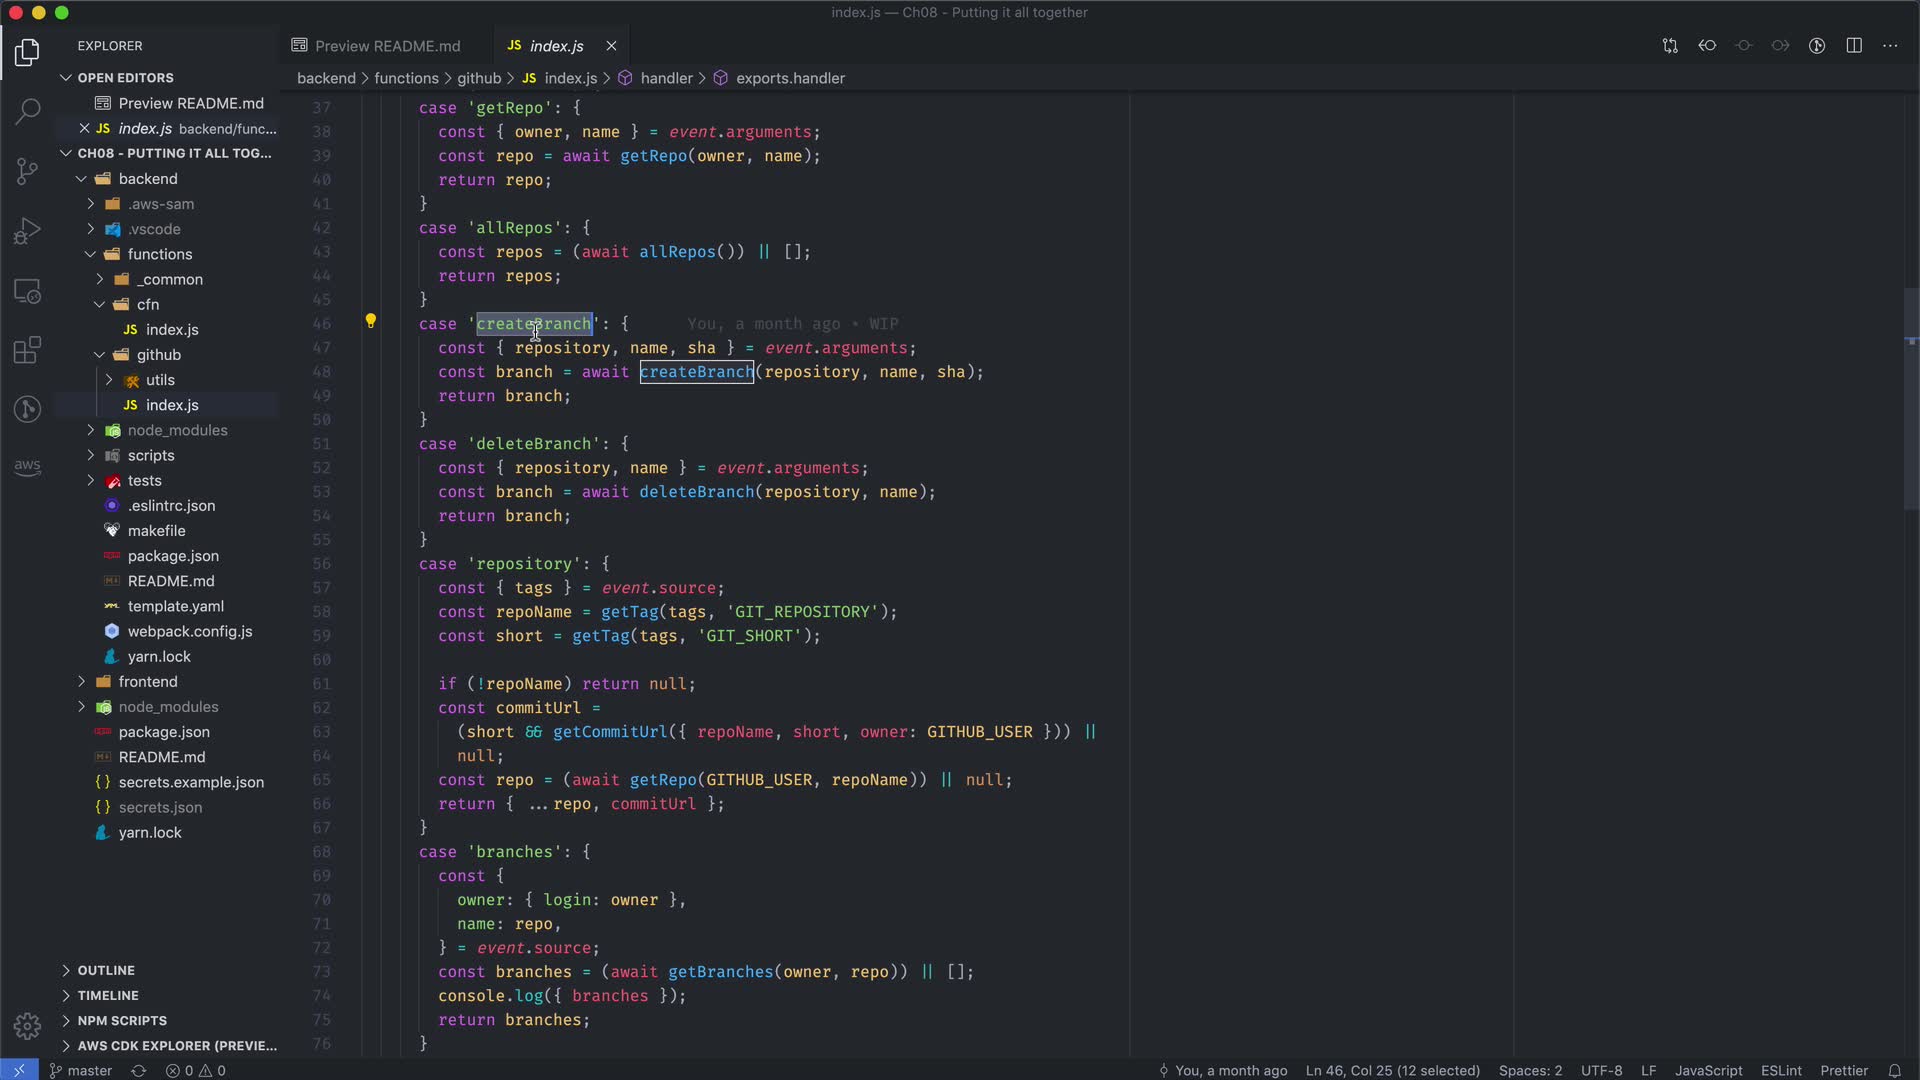 index.js — Ch08 - Putting it all together
EXPLORER
Preview README.md
JS index.js
OPEN EDITORS
backend > functions > github > JS index.js > handler > exports.handler
Preview README.md
JS index.js backend/func...
CH08 - PUTTING IT ALL TOG...
backend
.aws-sam
.vscode
functions
_common
cfn
JS index.js
github
utils
JS index.js
node_modules
scripts
tests
.eslintrc.json
makefile
package.json
README.md
template.yaml
webpack.config.js
yarn.lock
frontend
node_modules
package.json
README.md
{ } secrets.example.json
{ } secrets.json
yarn.lock
OUTLINE
TIMELINE
NPM SCRIPTS
AWS CDK EXPLORER (PREVIE...
aws
37 case 'getRepo': {
38 const { owner, name } = event.arguments;
39 const repo = await getRepo(owner, name);
40 return repo;
41 }
42 case 'allRepos': {
43 const repos = (await allRepos()) || [];
44 return repos;
45 }
46 case 'createBranch': { You, a month ago • WIP
47 const { repository, name, sha } = event.arguments;
48 const branch = await createBranch(repository, name, sha);
49 return branch;
50 }
51 case 'deleteBranch': {
52 const { repository, name } = event.arguments;
53 const branch = await deleteBranch(repository, name);
54 return branch;
55 }
56 case 'repository': {
57 const { tags } = event.source;
58 const repoName = getTag(tags, 'GIT_REPOSITORY');
59 const short = getTag(tags, 'GIT_SHORT');
60
61 if (!repoName) return null;
62 const commitUrl =
63 (short && getCommitUrl({ repoName, short, owner: GITHUB_USER })) ||
64 null;
65 const repo = (await getRepo(GITHUB_USER, repoName)) || null;
66 return { ...repo, commitUrl };
67 }
68 case 'branches': {
69 const {
70 owner: { login: owner },
71 name: repo,
72 } = event.source;
73 const branches = (await getBranches(owner, repo)) || [];
74 console.log({ branches });
75 return branches;
76 }
master 0 0 You, a month ago Ln 46, Col 25 (12 selected) Spaces: 2 UTF-8 LF JavaScript ESLint Prettier